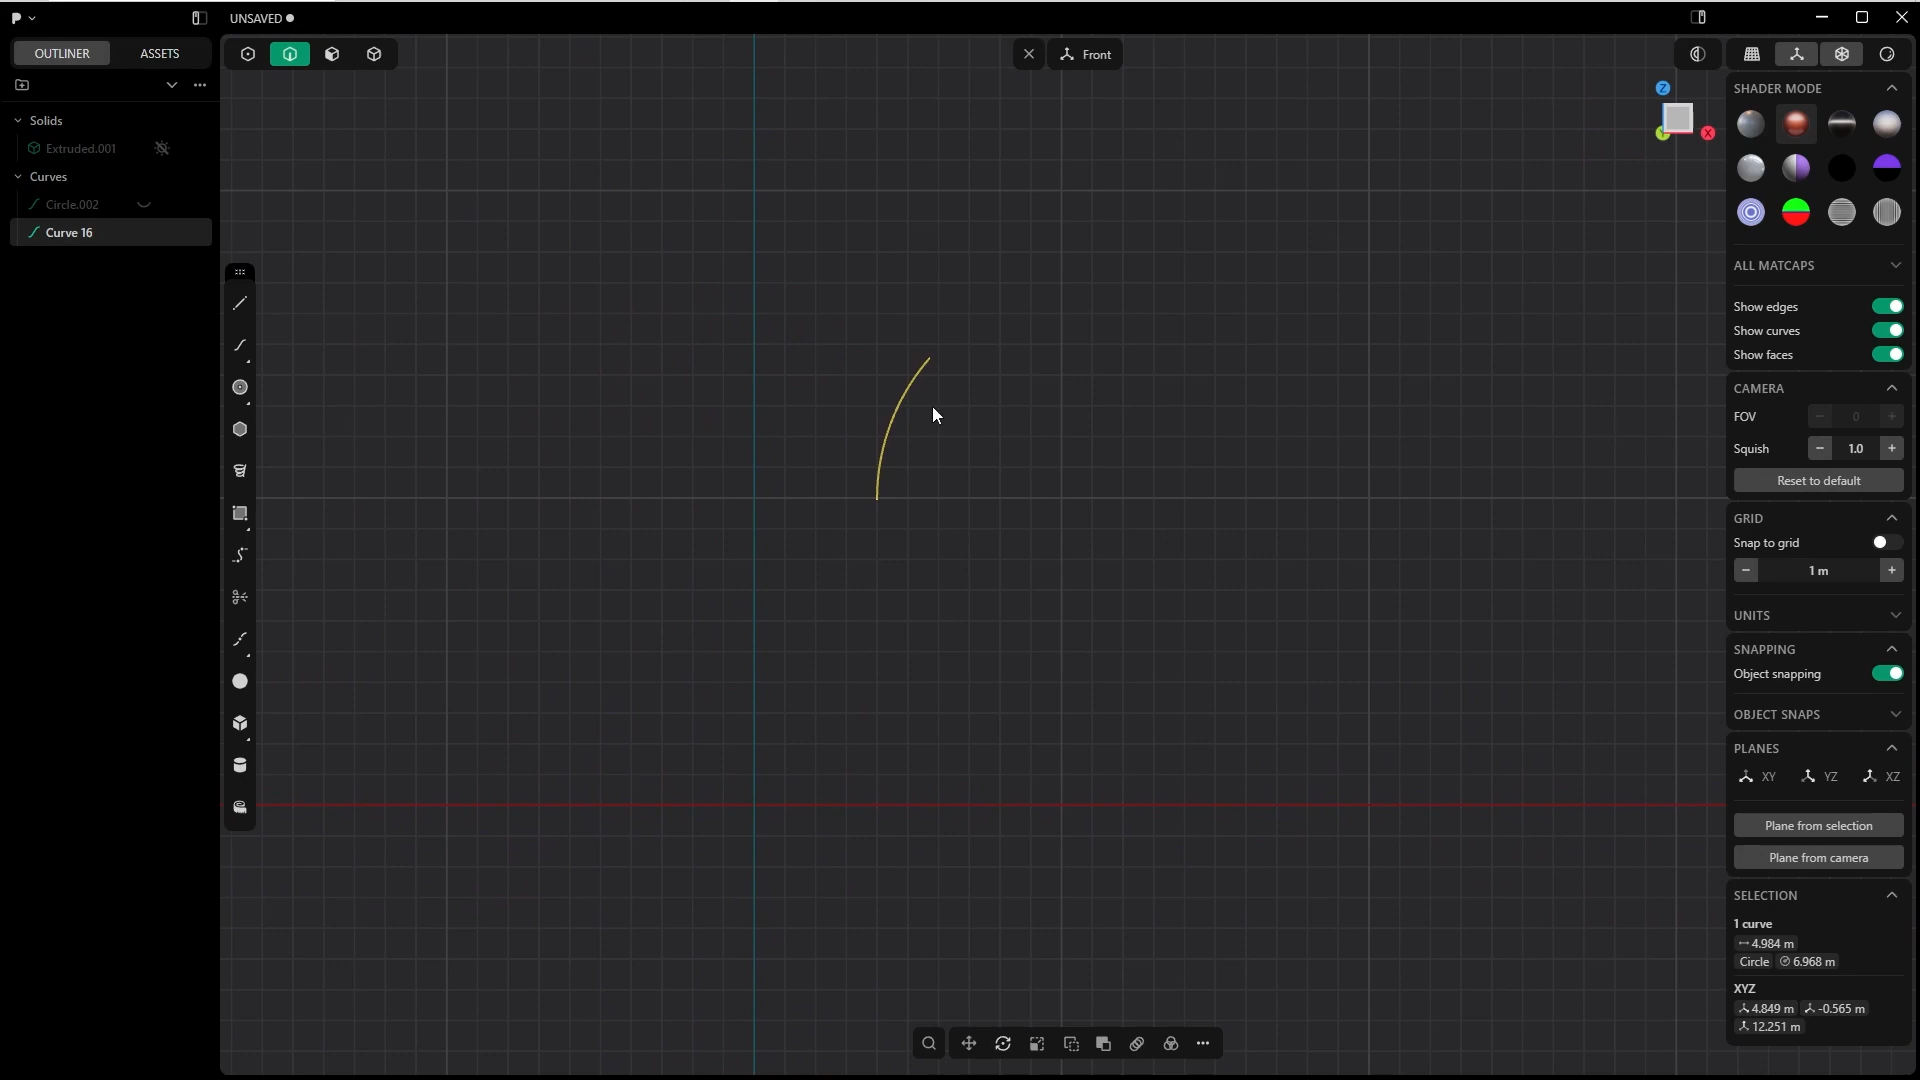 UNSAVED
OUTLINER
ASSETS
Solids
Extruded.001
Curves
Circle.002
Curve 16
Front
Z
Y
X
SHADER MODE
ALL MATCAPS
Show edges
Show curves
Show faces
CAMERA
FOV
0
Squish
1.0
Reset to default
GRID
Snap to grid
1 m
UNITS
SNAPPING
Object snapping
OBJECT SNAPS
PLANES
XY
YZ
XZ
Plane from selection
Plane from camera
SELECTION
1 curve
4.984 m
Circle
6.968 m
XYZ
4.849 m
-0.565 m
12.251 m